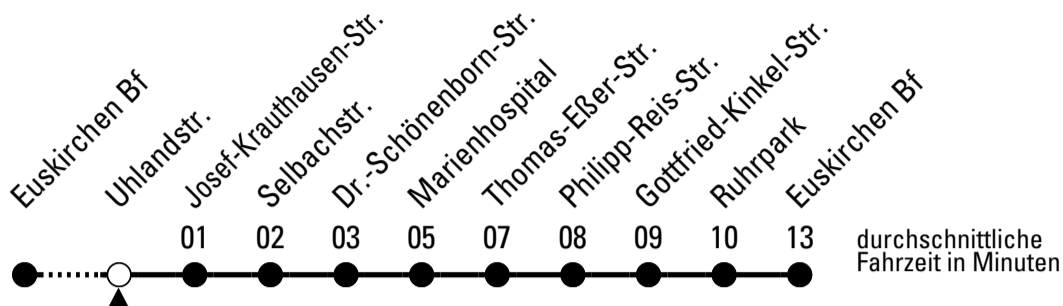 Euskirchen Bf
Uhlandstr.
Josef-Krauthausen-Str.
Selbachstr.
Dr.-Schönenborn-Str.
Marienhospital
Thomas-Eßer-Str.
Philipp-Reis-Str.
Gottfried-Kinkel-Str.
Ruhrpark
Euskirchen Bf
01 02 03 05 07 08 09 10 13
durchschnittliche
Fahrzeit in Minuten